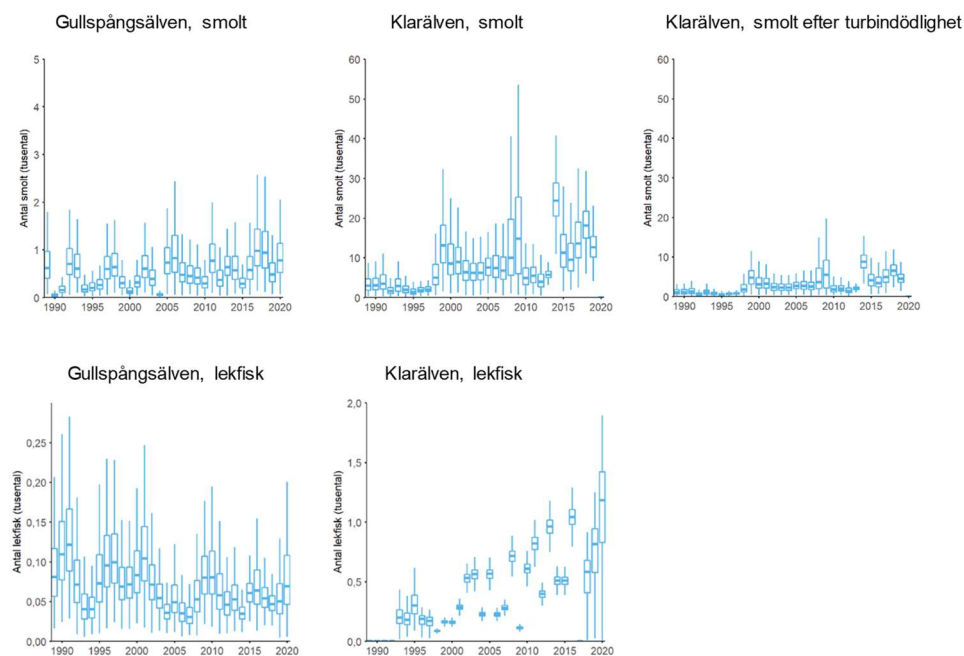 Gullspångsälven, smolt
Klarälven, smolt
Klarälven, smolt efter turbindödlighet
Antal smolt (tusental)
5
4
3
2
1
0
1990 1995 2000 2005 2010 2015 2020
Antal smolt (tusental)
60
50
40
30
20
10
0
1990 1995 2000 2005 2010 2015 2020
Antal smolt (tusental)
60
50
40
30
20
10
0
1990 1995 2000 2005 2010 2015 2020
Gullspångsälven, lekfisk
Klarälven, lekfisk
Antal lekfisk (tusental)
0,25
0,20
0,15
0,10
0,05
0,00
1990 1995 2000 2005 2010 2015 2020
Antal lekfisk (tusental)
2,0
1,5
1,0
0,5
0,0
1990 1995 2000 2005 2010 2015 2020